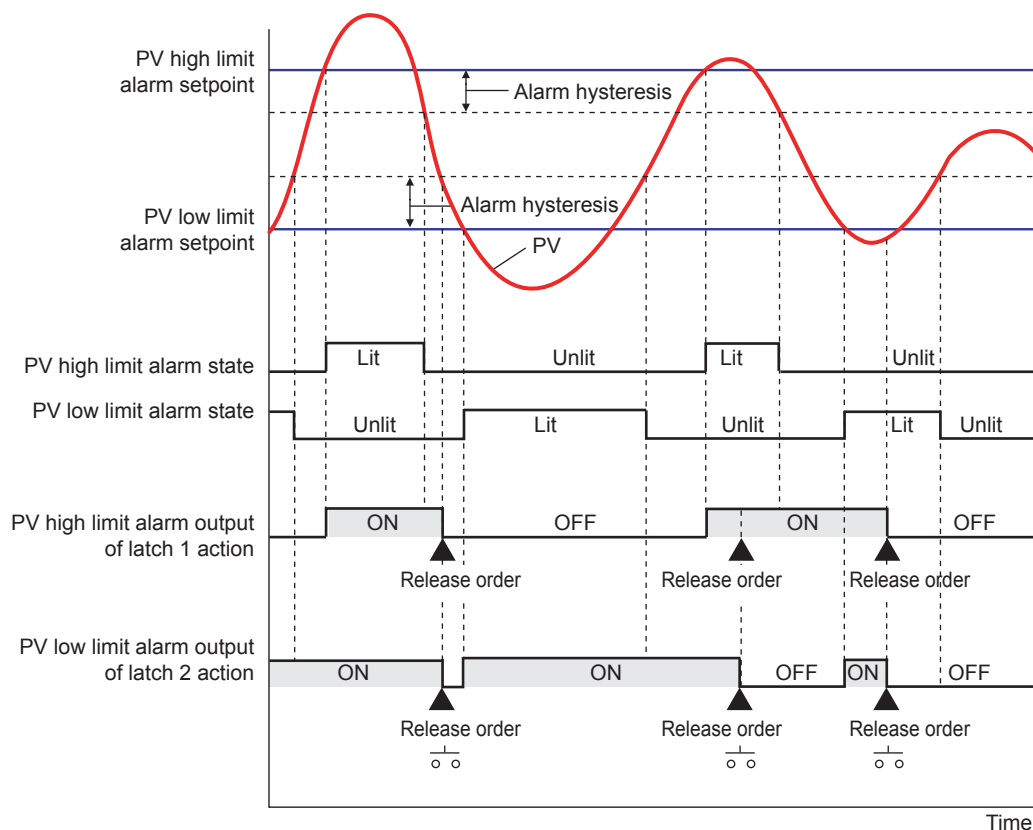 PV high limit
alarm setpoint
Alarm hysteresis
Alarm hysteresis
PV low limit
alarm setpoint
PV
PV high limit alarm state
Lit
Unlit
Lit
Unlit
PV low limit alarm state
Unlit
Lit
Unlit
Lit
Unlit
PV high limit alarm output
of latch 1 action
ON
OFF
ON
OFF
Release order
Release order
Release order
PV low limit alarm output
of latch 2 action
ON
ON
OFF
ON
OFF
Release order
Release order
Release order
Time